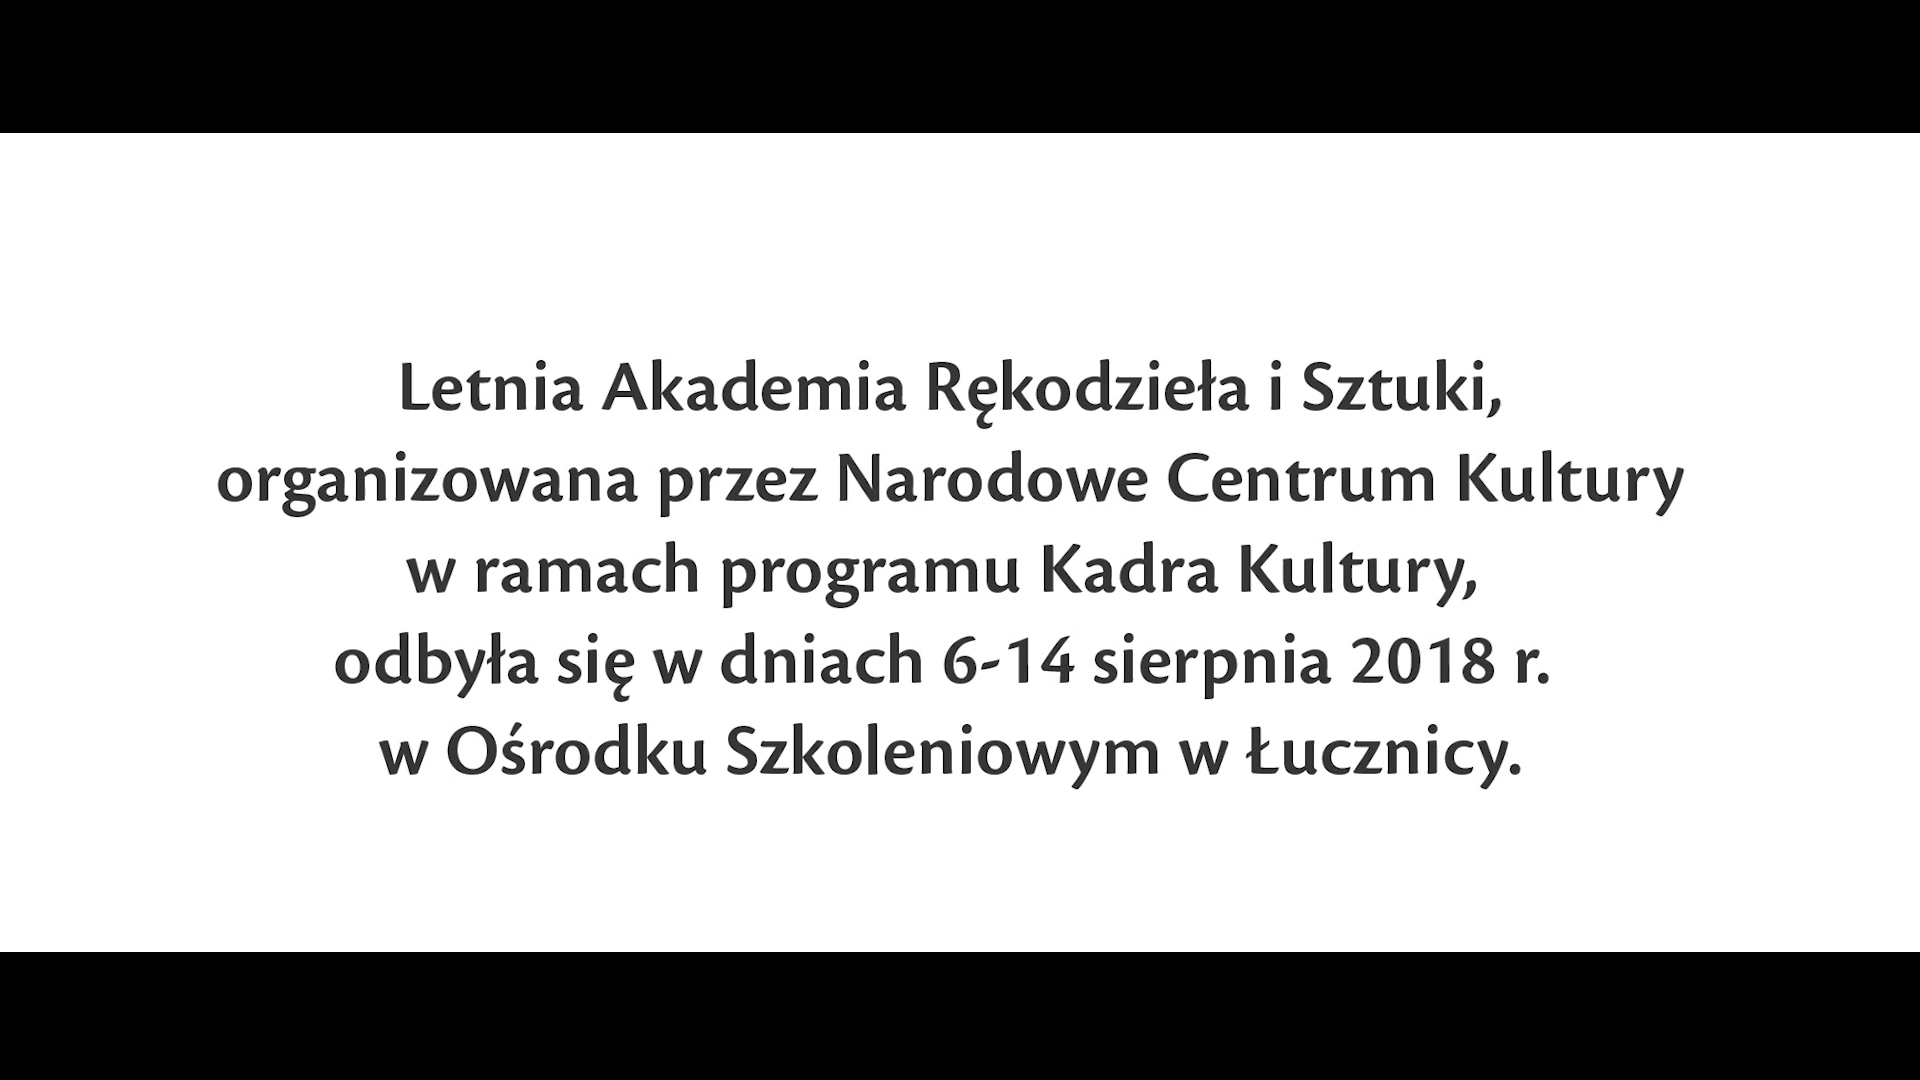 Letnia Akademia Rękodzieła i Sztuki,
organizowana przez Narodowe Centrum Kultury
w ramach programu Kadra Kultury,
odbyła się w dniach 6-14 sierpnia 2018 r.
w Ośrodku Szkoleniowym w Łucznicy.